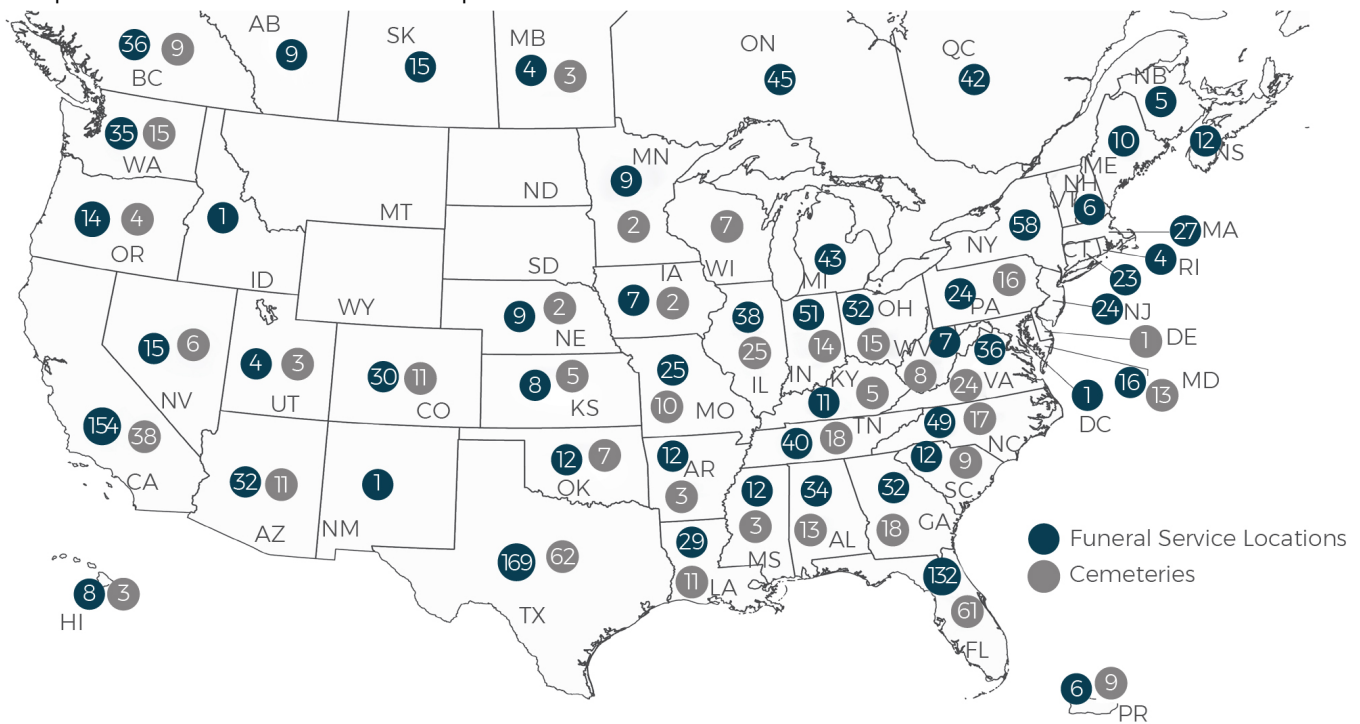 AB
36 9
BC
9
SK
15
MB
4 3
ON
45
QC
42
NB
5
12 NS
10
ME
35 15
WA
14 4
OR
1
ID
MT
ND
MN
9
2
7
WI
43
MI
58
NY
NH
VT
6
27 MA
CT
4 RI
23
SD
WY
IA
7 2
9 2
NE
38
25
IL
51
14
IN
32 OH
15
24 16
PA
24 NJ
1 DE
15 6
NV
4 3
UT
30 11
CO
8 5
KS
25
10 MO
KY
11 5
WV 7
8
36
24 VA
16 13 MD
1
DC
154 38
CA
32 11
AZ
1
NM
12 7
OK
12 AR
3
40 18 TN
49 17
NC
12 9
SC
12
3
MS
34
13 AL
32
18 GA
169 62
TX
29
11 LA
132
61
FL
8 3
HI
6 9
PR
Funeral Service Locations
Cemeteries